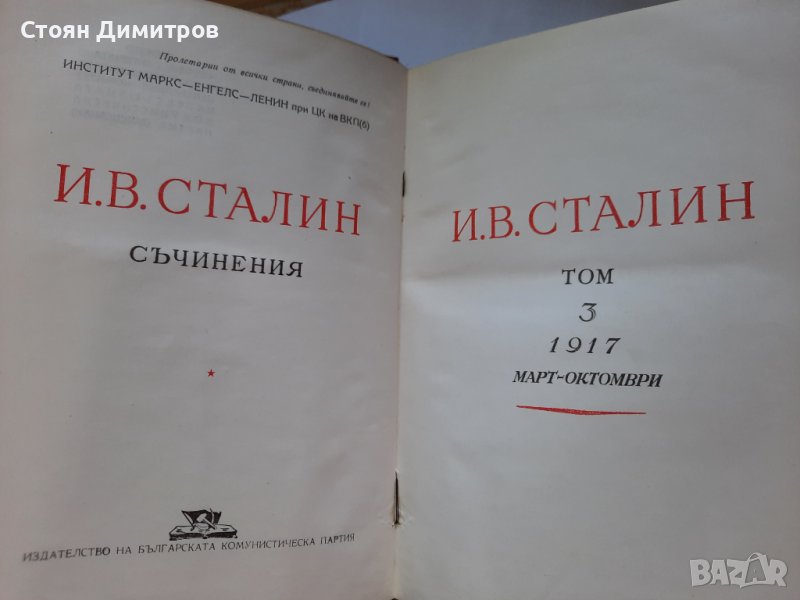 Стоян Димитров
Пролетарии от всички страни, съединявайте се!
ИНСТИТУТ МАРКС—ЕНГЕЛС—ЛЕНИН при ЦК на ВКП(б)
И.В. СТАЛИН
СЪЧИНЕНИЯ
ИЗДАТЕЛСТВО НА БЪЛГАРСКАТА КОМУНИСТИЧЕСКА ПАРТИЯ
И.В. СТАЛИН
ТОМ
3
1917
МАРТ-ОКТОМВРИ
BAZAR